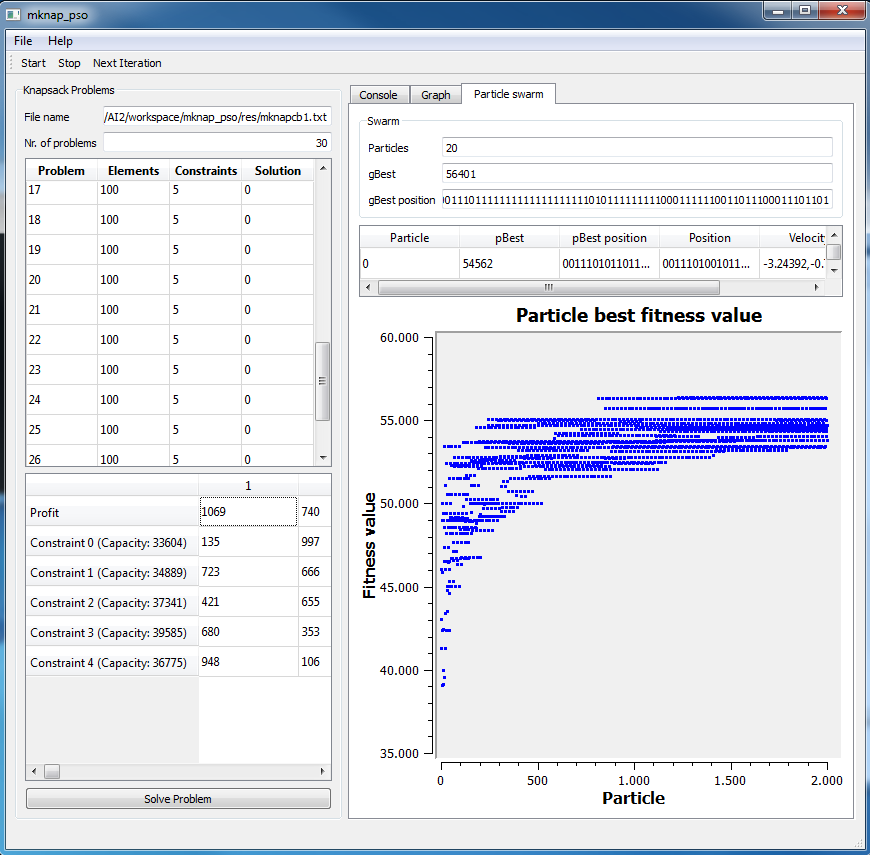 mknap_pso
File Help
Start Stop Next Iteration
Knapsack Problems
File name /AI2/workspace/mknap_pso/res/mknapcb1.txt
Nr. of problems 30
Problem Elements Constraints Solution
17 100 5 0
18 100 5 0
19 100 5 0
20 100 5 0
21 100 5 0
22 100 5 0
23 100 5 0
24 100 5 0
25 100 5 0
26 100 5 0
1
Profit 1069 740
Constraint 0 (Capacity: 33604) 135 997
Constraint 1 (Capacity: 34889) 723 666
Constraint 2 (Capacity: 37341) 421 655
Constraint 3 (Capacity: 39585) 680 353
Constraint 4 (Capacity: 36775) 948 106
Solve Problem
Console Graph Particle swarm
Swarm
Particles 20
gBest 56401
gBest position
Particle pBest pBest position Position Velocity
0 54562 0011101011011... 0011101001011... -3.24392,-0.
Particle best fitness value
Fitness value
60.000
55.000
50.000
45.000
40.000
35.000
0 500 1.000 1.500 2.000
Particle